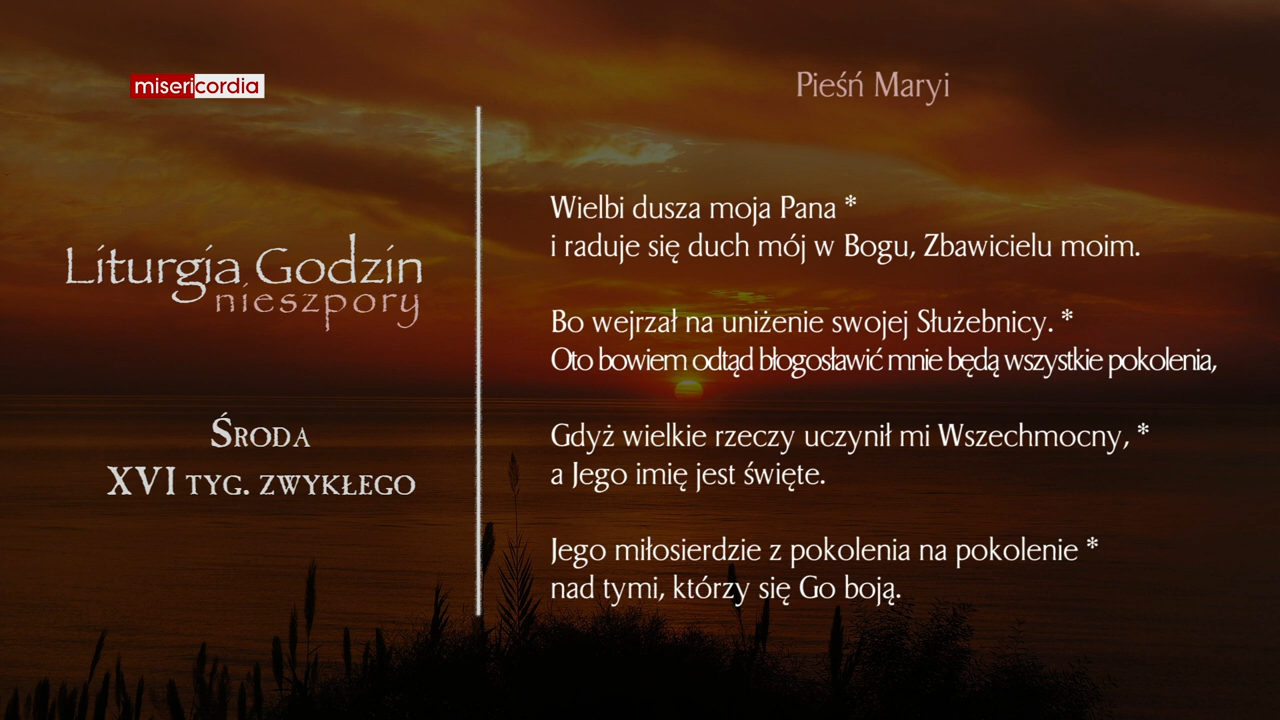 misericordia
Pieśń Maryi
Liturgia Godzin
nieszpory
Środa
XVI tyg. zwykłego
Wielbi dusza moja Pana *
i raduje się duch mój w Bogu, Zbawicielu moim.
Bo wejrzał na uniżenie swojej Służebnicy. *
Oto bowiem odtąd błogosławić mnie będą wszystkie pokolenia,
Gdyż wielkie rzeczy uczynił mi Wszechmocny, *
a Jego imię jest święte.
Jego miłosierdzie z pokolenia na pokolenie *
nad tymi, którzy się Go boją.